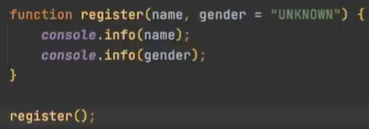 function register(name, gender = "UNKNOWN") {
    console.info(name);
    console.info(gender);
}

register();